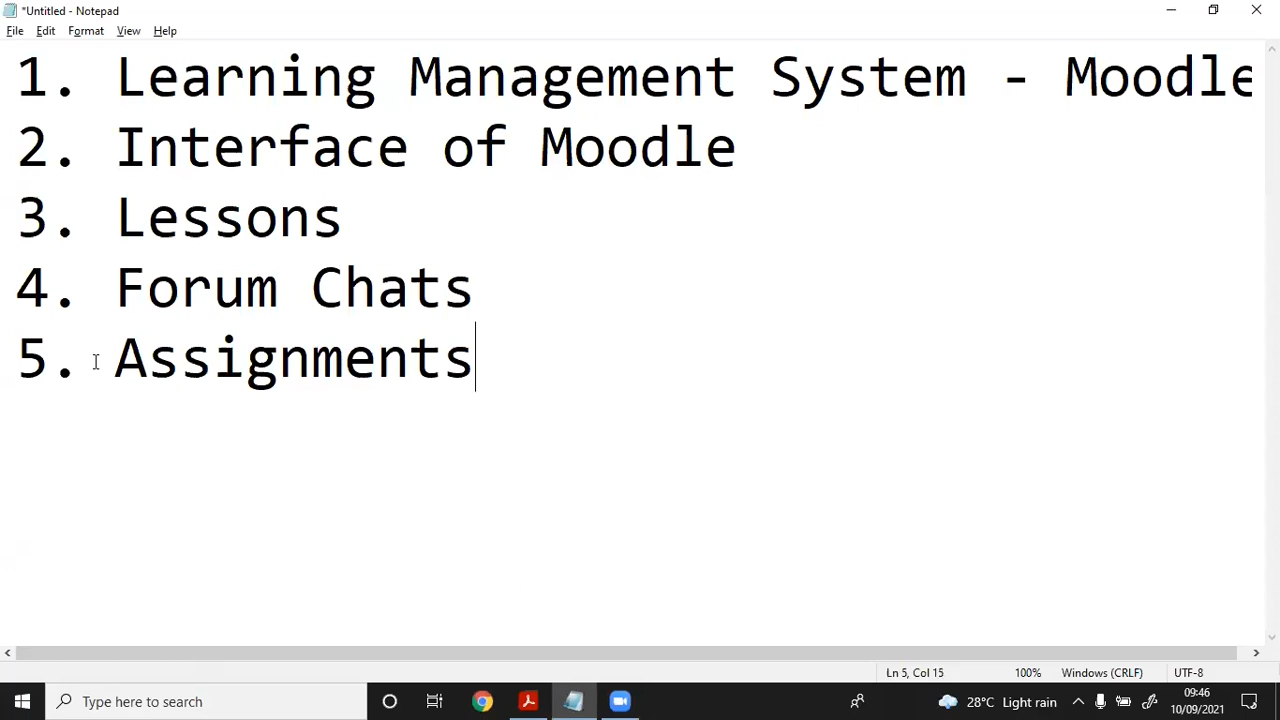 *Untitled - Notepad
File Edit Format View Help
1. Learning Management System - Moodle
2. Interface of Moodle
3. Lessons
4. Forum Chats
5. Assignments
Ln 5, Col 15 100% Windows (CRLF) UTF-8
Type here to search 28°C Light rain 09:46
10/09/2021